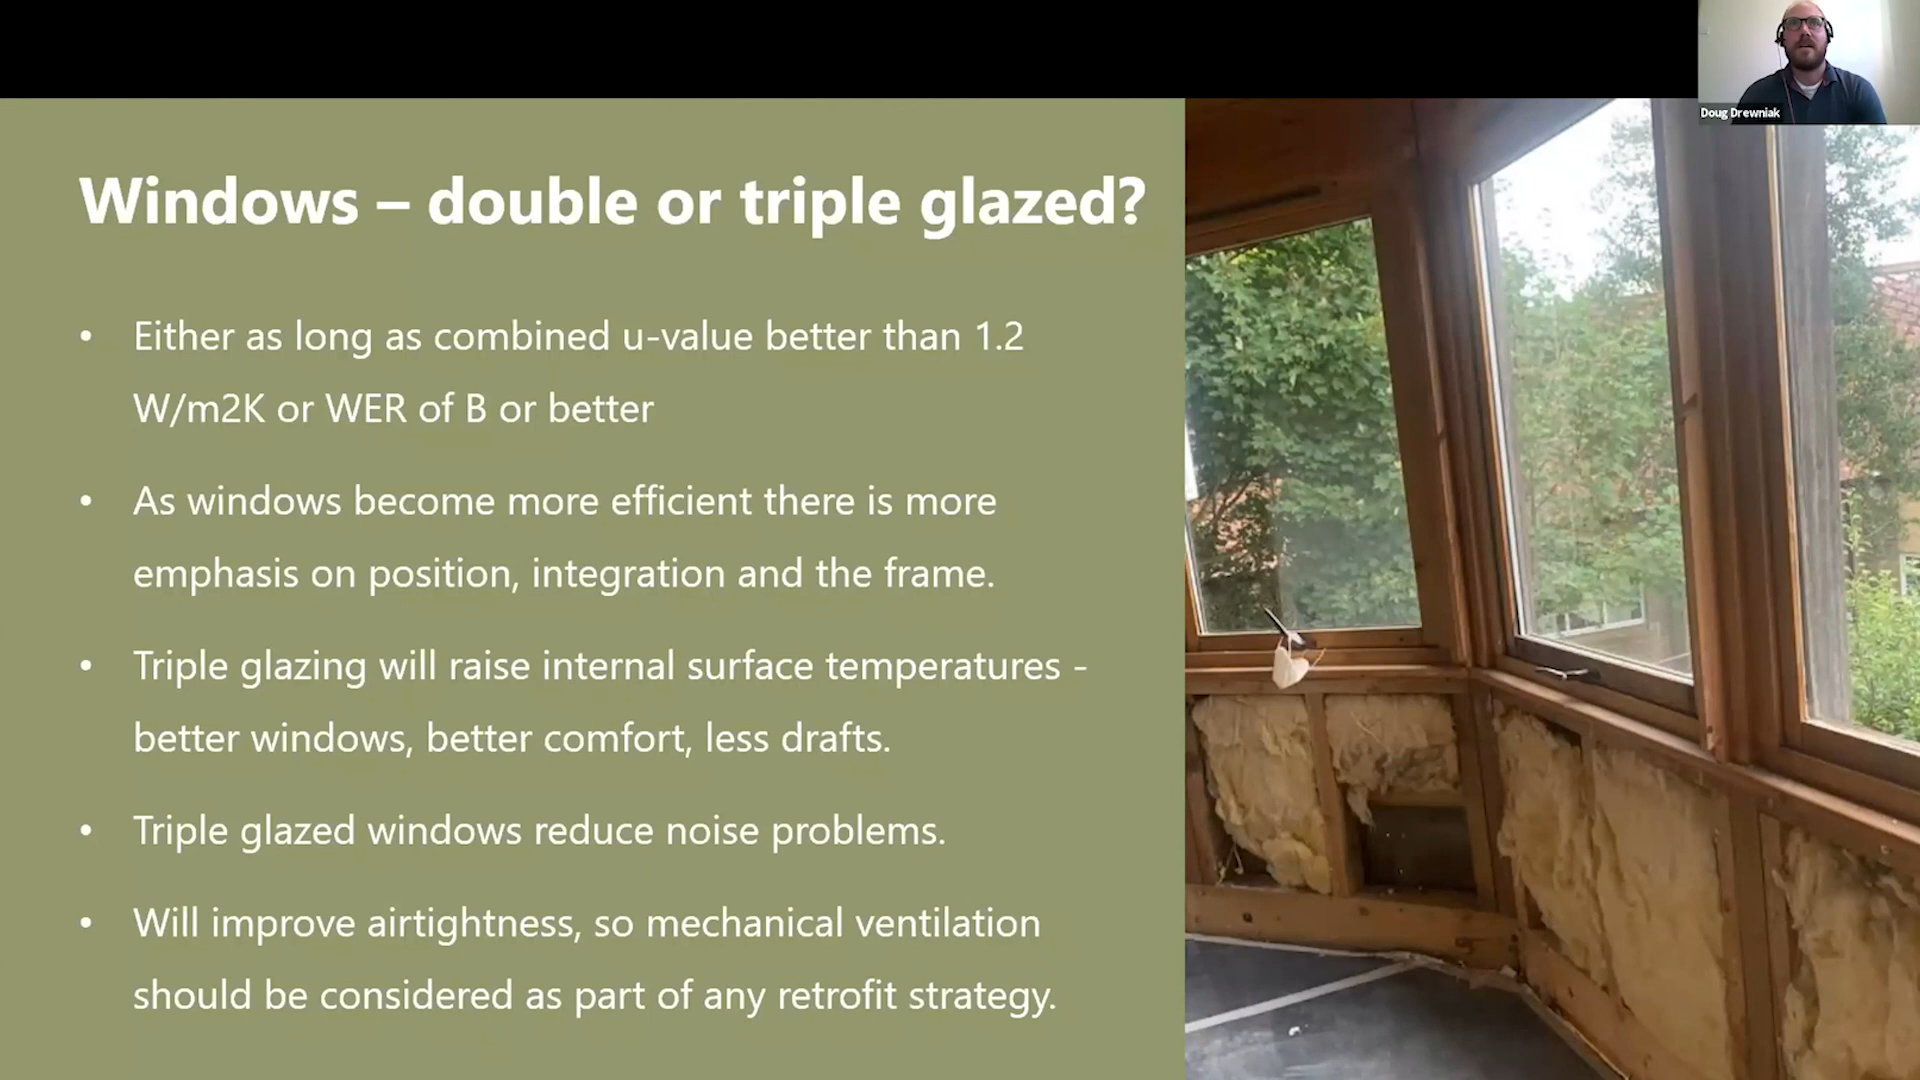 Doug Drewniak
Windows – double or triple glazed?
• Either as long as combined u-value better than 1.2
W/m2K or WER of B or better
• As windows become more efficient there is more
emphasis on position, integration and the frame.
• Triple glazing will raise internal surface temperatures -
better windows, better comfort, less drafts.
• Triple glazed windows reduce noise problems.
• Will improve airtightness, so mechanical ventilation
should be considered as part of any retrofit strategy.